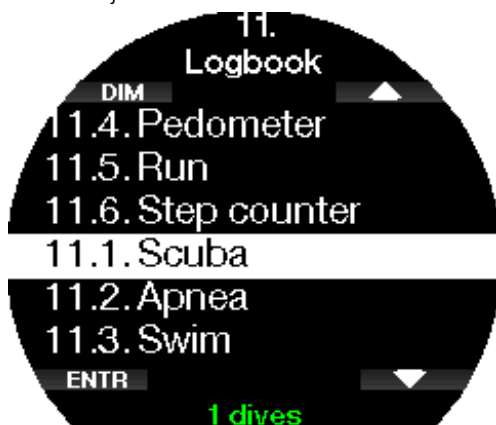 11.
Logbook
DIM
11.4. Pedometer
11.5. Run
11.6. Step counter
11.1. Scuba
11.2. Apnea
11.3. Swim
ENTR
1 dives